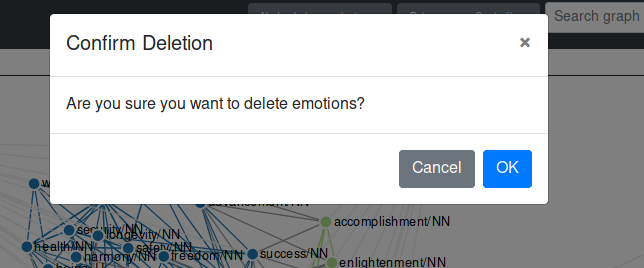 Search graph
Confirm Deletion
×
Are you sure you want to delete emotions?
Cancel
OK
accomplishment/NN
security/NN
longevity/NN
health/NN
safety/NN
success/NN
harmony/NN
freedom/NN
enlightenment/NN